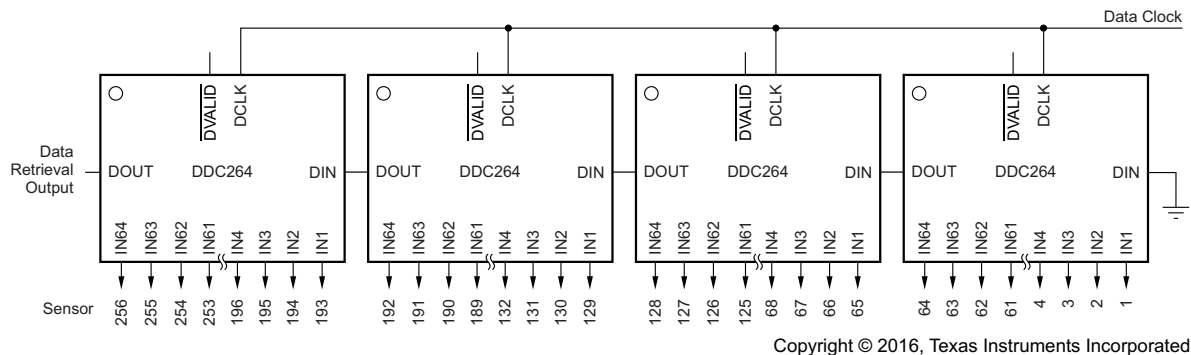 Data Clock
DVALID DCLK DVALID DCLK DVALID DCLK DVALID DCLK
Data
Retrieval
Output
DOUT DDC264 DIN DOUT DDC264 DIN DOUT DDC264 DIN DOUT DDC264 DIN
IN64 IN63 IN62 IN61 IN4 IN3 IN2 IN1 IN64 IN63 IN62 IN61 IN4 IN3 IN2 IN1 IN64 IN63 IN62 IN61 IN4 IN3 IN2 IN1 IN64 IN63 IN62 IN61 IN4 IN3 IN2 IN1
Sensor 256 255 254 253 196 195 194 193 192 191 190 189 132 131 130 129 128 127 126 125 68 67 66 65 64 63 62 61 4 3 2 1
Copyright © 2016, Texas Instruments Incorporated